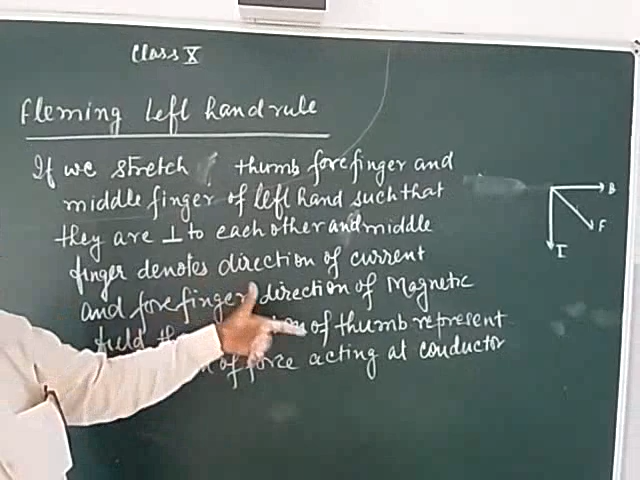 Class X
Fleming Left hand rule
If we stretch thumb forefinger and
middle finger of left hand such that
they are ⊥ to each other and middle
finger denotes direction of current
and forefinger direction of Magnetic
field of thumb represent
of force acting at conductor
B
F
I